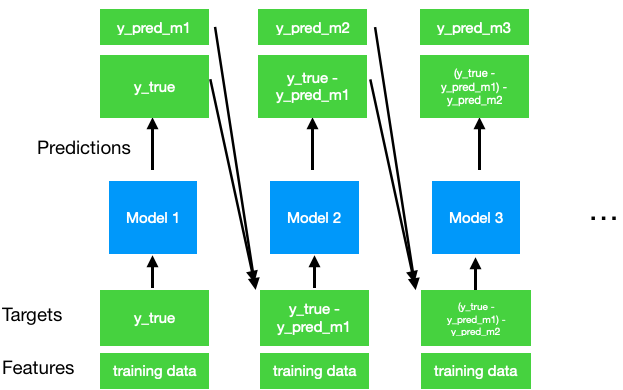 y_pred_m1
y_pred_m2
y_pred_m3
y_true
y_true -
y_pred_m1
(y_true -
y_pred_m1) -
y_pred_m2
Predictions
Model 1
Model 2
Model 3
...
Targets
y_true
y_true -
y_pred_m1
(y_true -
y_pred_m1) -
y_pred_m2
Features
training data
training data
training data